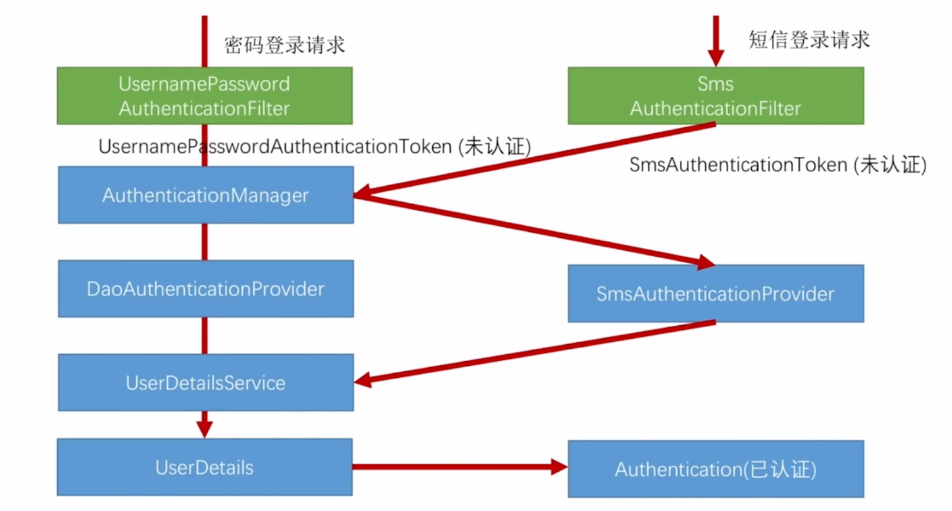 密码登录请求
短信登录请求
UsernamePassword
AuthenticationFilter
Sms
AuthenticationFilter
UsernamePasswordAuthenticationToken (未认证)
SmsAuthenticationToken (未认证)
AuthenticationManager
DaoAuthenticationProvider
SmsAuthenticationProvider
UserDetailsService
UserDetails
Authentication(已认证)